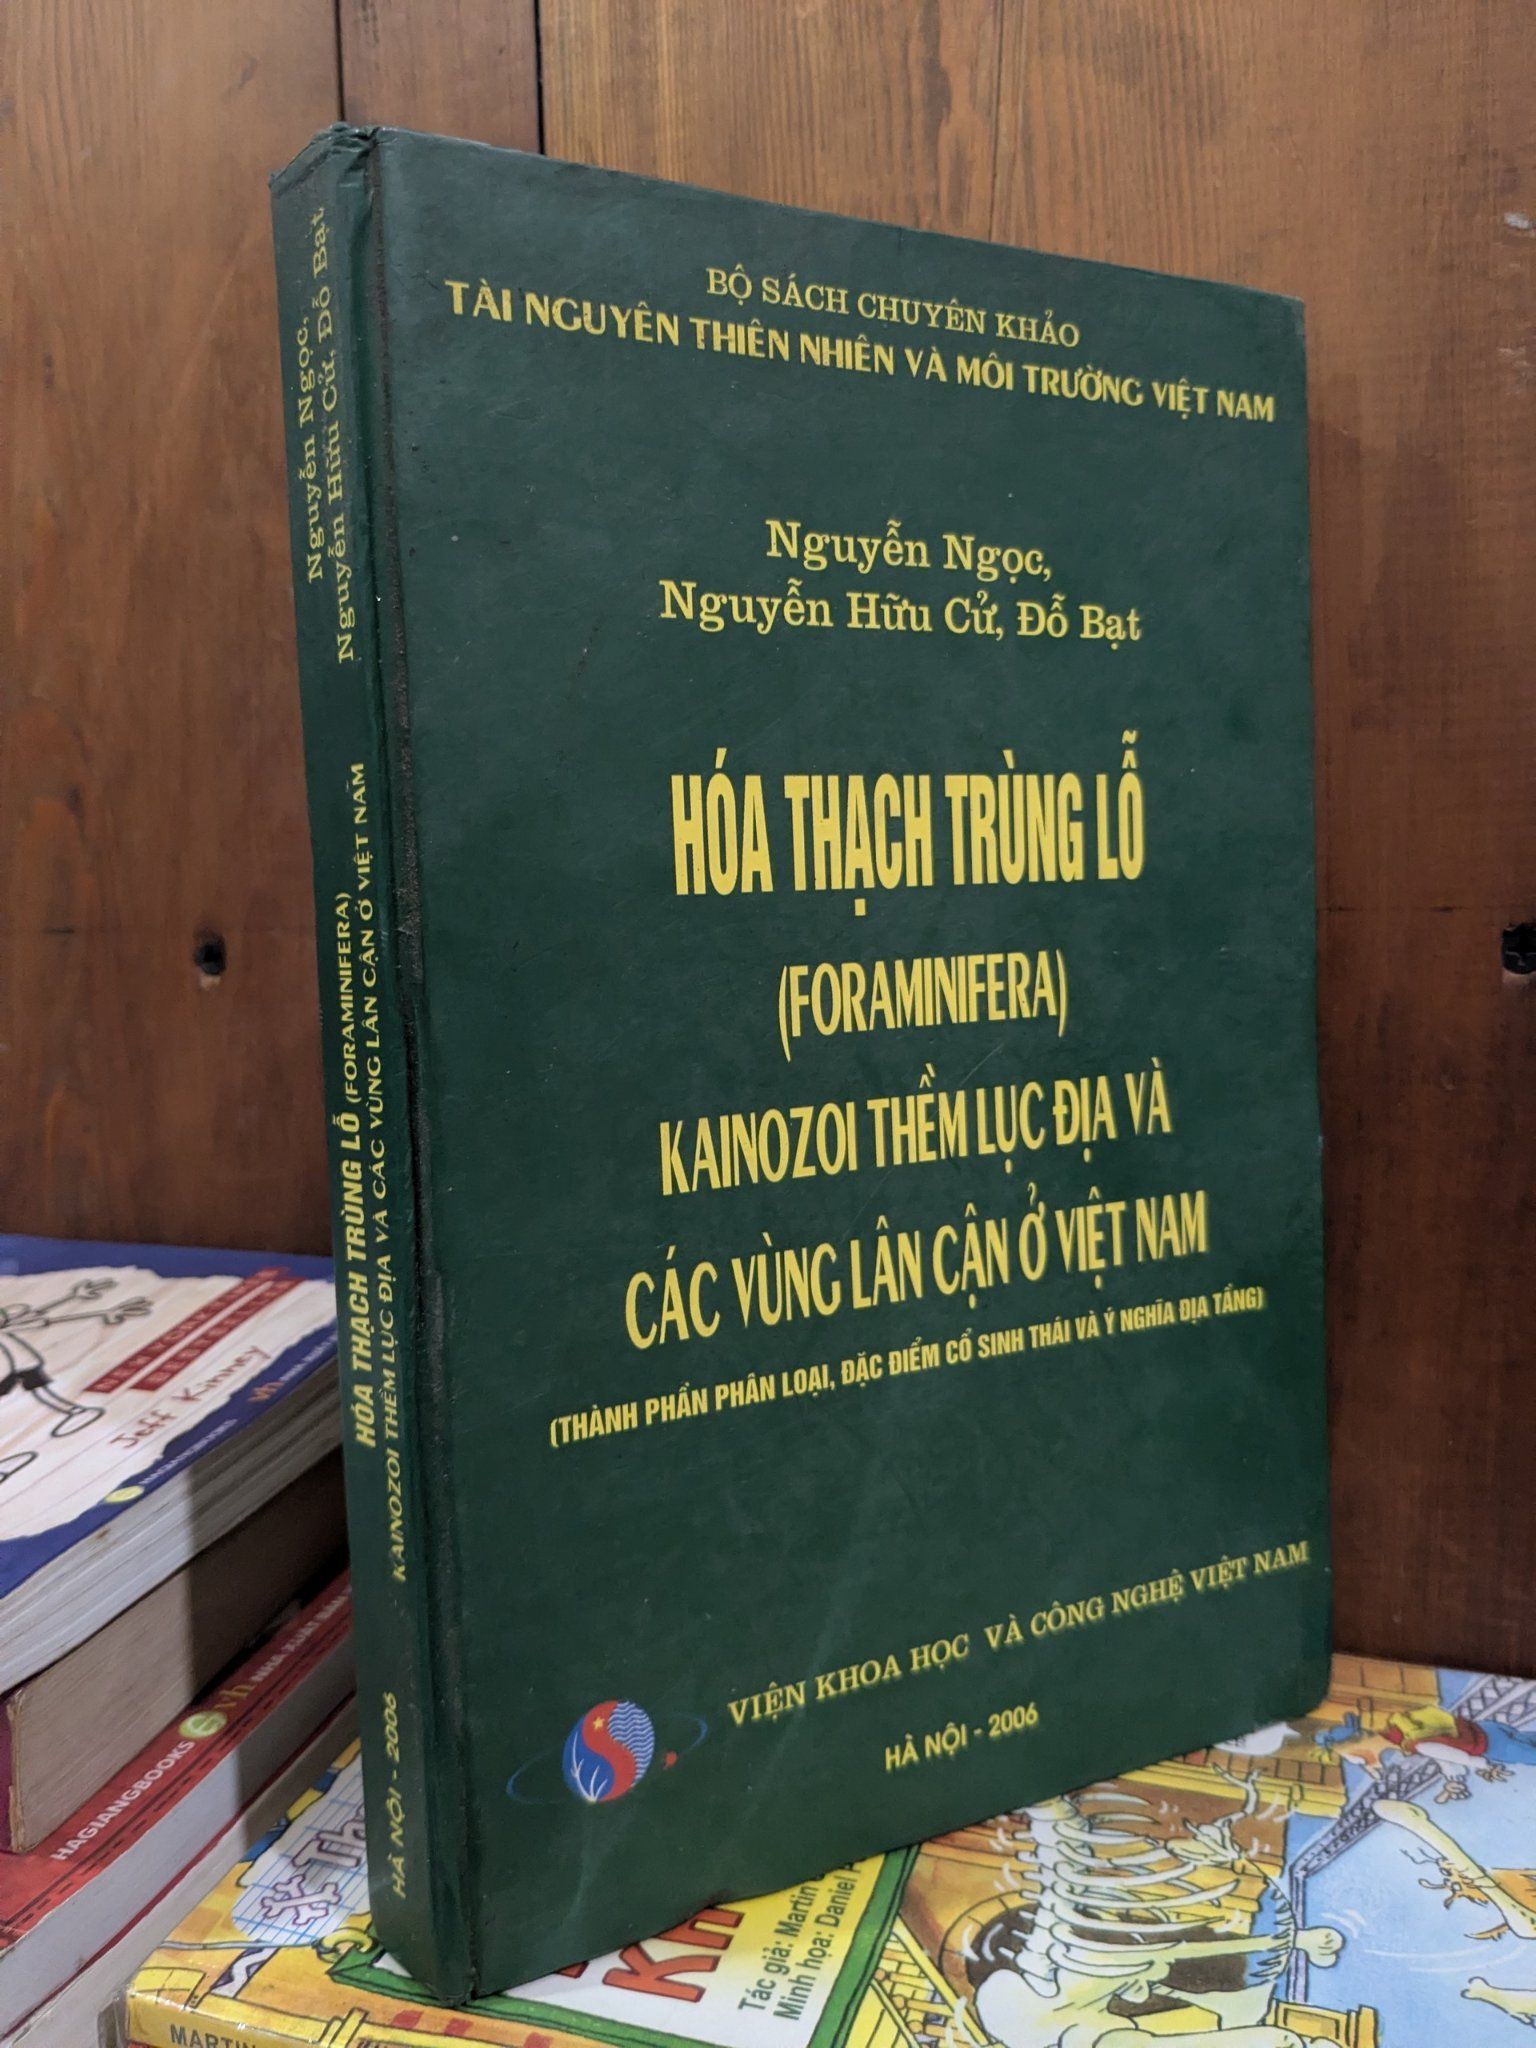 BỘ SÁCH CHUYÊN KHẢO
TÀI NGUYÊN THIÊN NHIÊN VÀ MÔI TRƯỜNG VIỆT NAM
Nguyễn Ngọc,
Nguyễn Hữu Cử, Đỗ Bạt
HÓA THẠCH TRÙNG LỖ
(FORAMINIFERA)
KAINOZOI THỀM LỤC ĐỊA VÀ
CÁC VÙNG LÂN CẬN Ở VIỆT NAM
(THÀNH PHẦN PHÂN LOẠI, ĐẶC ĐIỂM CỔ SINH THÁI VÀ Ý NGHĨA ĐỊA TẦNG)
VIỆN KHOA HỌC VÀ CÔNG NGHỆ VIỆT NAM
HÀ NỘI - 2006
Nguyễn Ngọc,
Nguyễn Hữu Cử, Đỗ Bạt
HÓA THẠCH TRÙNG LỖ (FORAMINIFERA)
KAINOZOI THỀM LỤC ĐỊA VÀ CÁC VÙNG LÂN CẬN Ở VIỆT NAM
HÀ NỘI - 2006
Jeff Kinney
HAGIANGBOOKS
HAGIANGBOOKS
Tác giả: Martin
Minh họa: Daniel
MARTIN